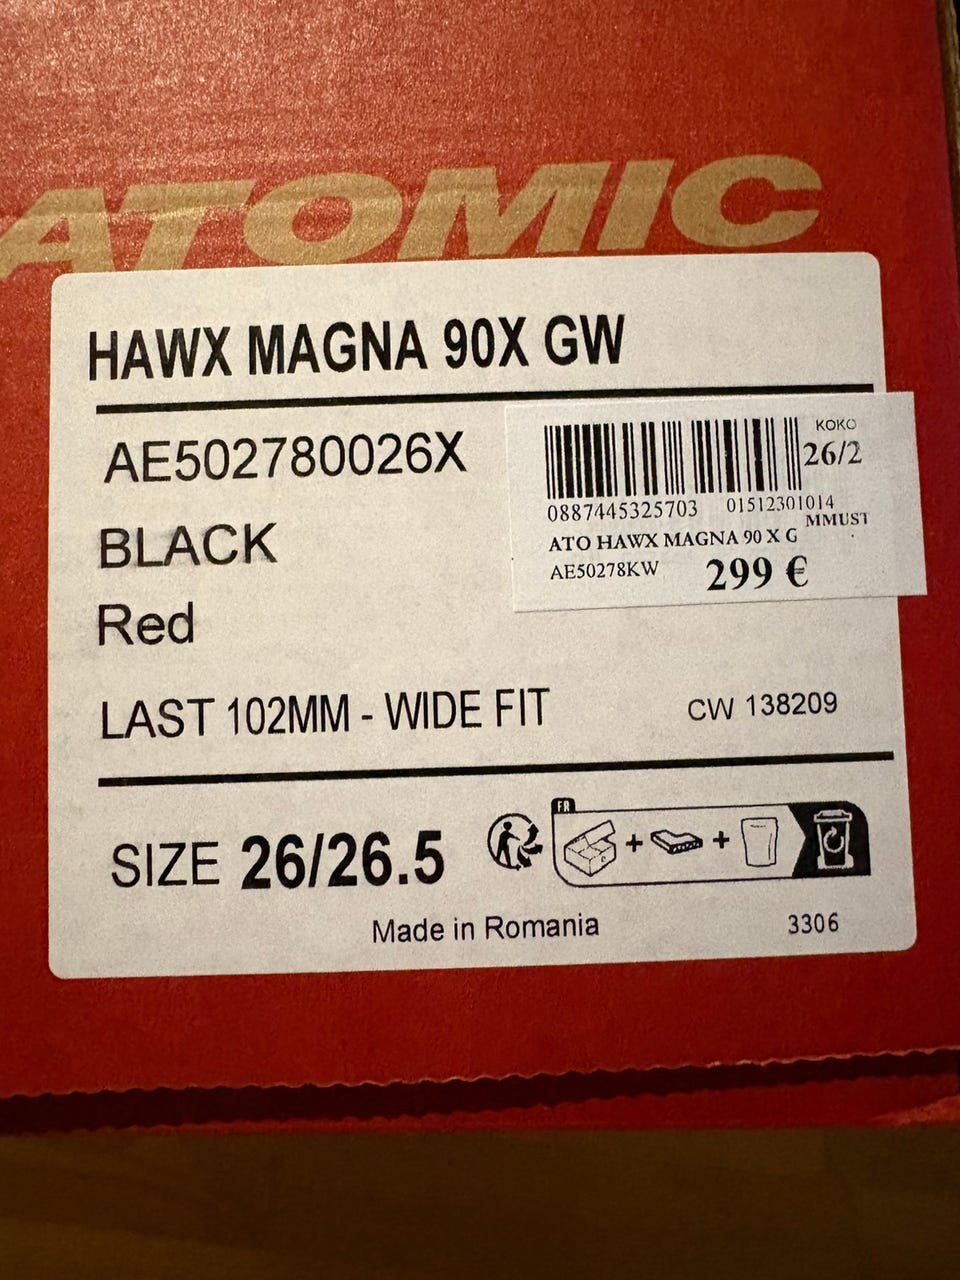 ATOMIC
HAWX MAGNA 90X GW
AE502780026X
BLACK
Red
LAST 102MM - WIDE FIT
CW 138209
KOKO
26/2
0887445325703 01512301014
MMUST
ATO HAWX MAGNA 90 X G
AE50278KW
299 €
SIZE 26/26.5
FR
+ +
Made in Romania
3306